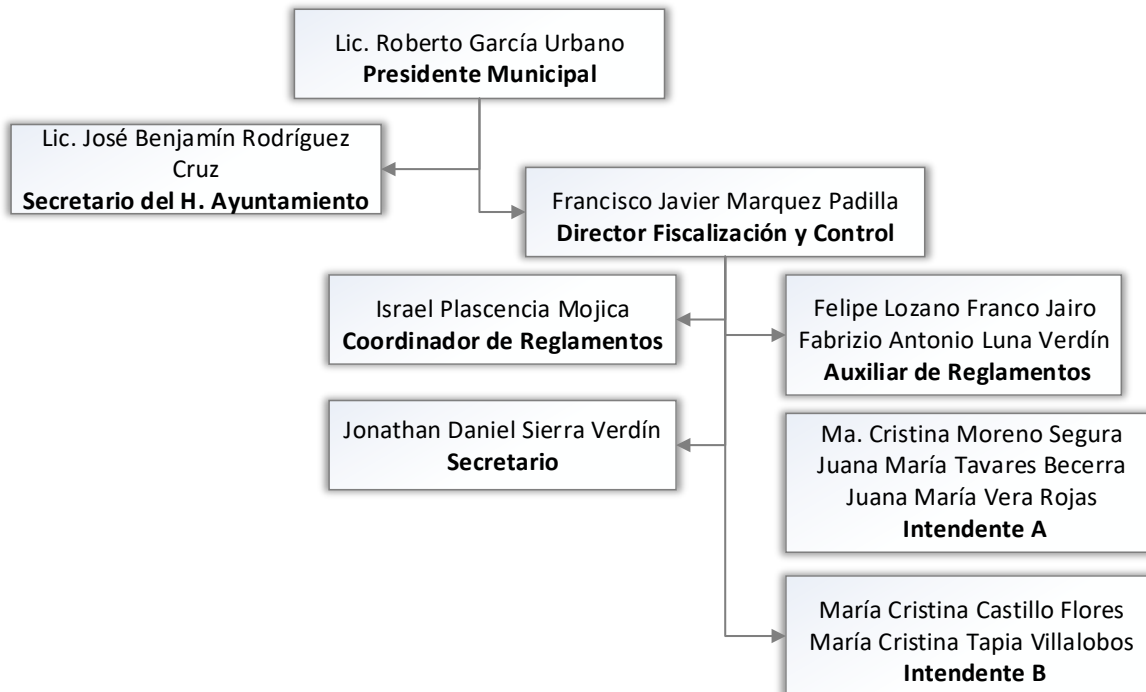 Lic. Roberto García Urbano
Presidente Municipal
Lic. José Benjamín Rodríguez
Cruz
Secretario del H. Ayuntamiento
Francisco Javier Marquez Padilla
Director Fiscalización y Control
Israel Plascencia Mojica
Coordinador de Reglamentos
Felipe Lozano Franco Jairo
Fabrizio Antonio Luna Verdín
Auxiliar de Reglamentos
Jonathan Daniel Sierra Verdín
Secretario
Ma. Cristina Moreno Segura
Juana María Tavares Becerra
Juana María Vera Rojas
Intendente A
María Cristina Castillo Flores
María Cristina Tapia Villalobos
Intendente B